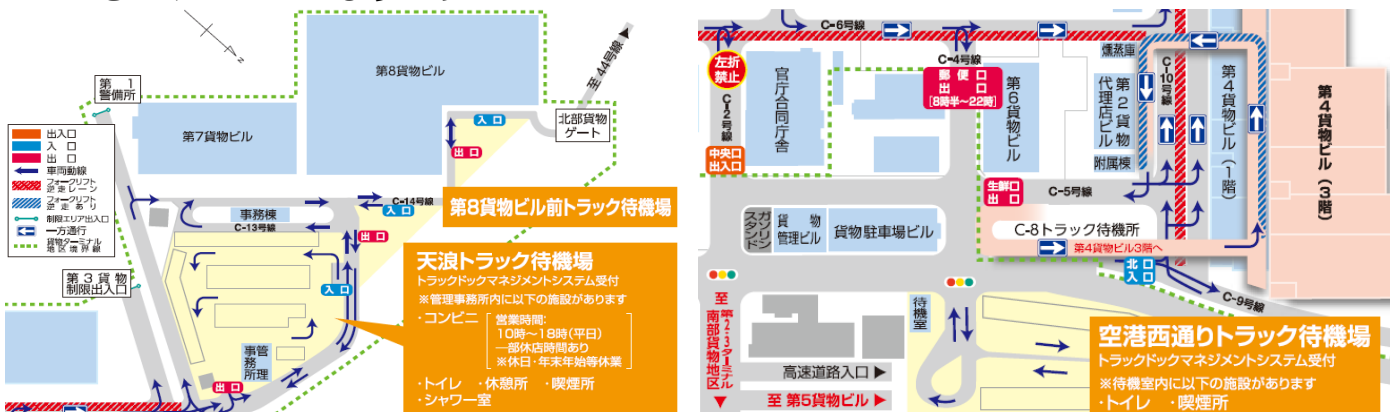 N
第1
警備所
第8貨物ビル
至 44号線 ▶
第7貨物ビル
北部貨物
ゲート
入 口
出 口
出入口
入 口
出 口
車両動線
フォークリフト
逆走レーン
フォークリフト
逆走あり
制限エリア出入口
一方通行
貨物ターミナル
地区境界線
事務棟
C-14号線
入 口
C-13号線
出 口
第8貨物ビル前トラック待機場
第3貨物
制限出入口
入 口
管理
事務所
出 口
天浪トラック待機場
トラックドックマネジメントシステム受付
※管理事務所内に以下の施設があります
・コンビニ
営業時間:
10時～18時(平日)
一部休店時間あり
※休日・年末年始等休業
・トイレ ・休憩所 ・喫煙所
・シャワー室
C-6号線
左折
禁止
C-2号線
官庁合同庁舎
C-4号線
郵便口
出 口
[8時半～22時]
第6貨物ビル
燻蒸庫
第2貨物
代理店ビル
附属棟
C-10号線
第4貨物ビル(1階)
第4貨物ビル(3階)
中央口
出入口
生鮮口
出 口
C-5号線
ガソリン
スタンド
貨物
管理ビル
貨物駐車場ビル
C-8トラック待機所
第4貨物ビル3階へ
北口
入口
C-9号線
至
第2・3ターミナル
南部貨物地区
▼
待機室
高速道路入口 ▶
至 第5貨物ビル ▶
空港西通りトラック待機場
トラックドックマネジメントシステム受付
※待機室内に以下の施設があります
・トイレ ・喫煙所